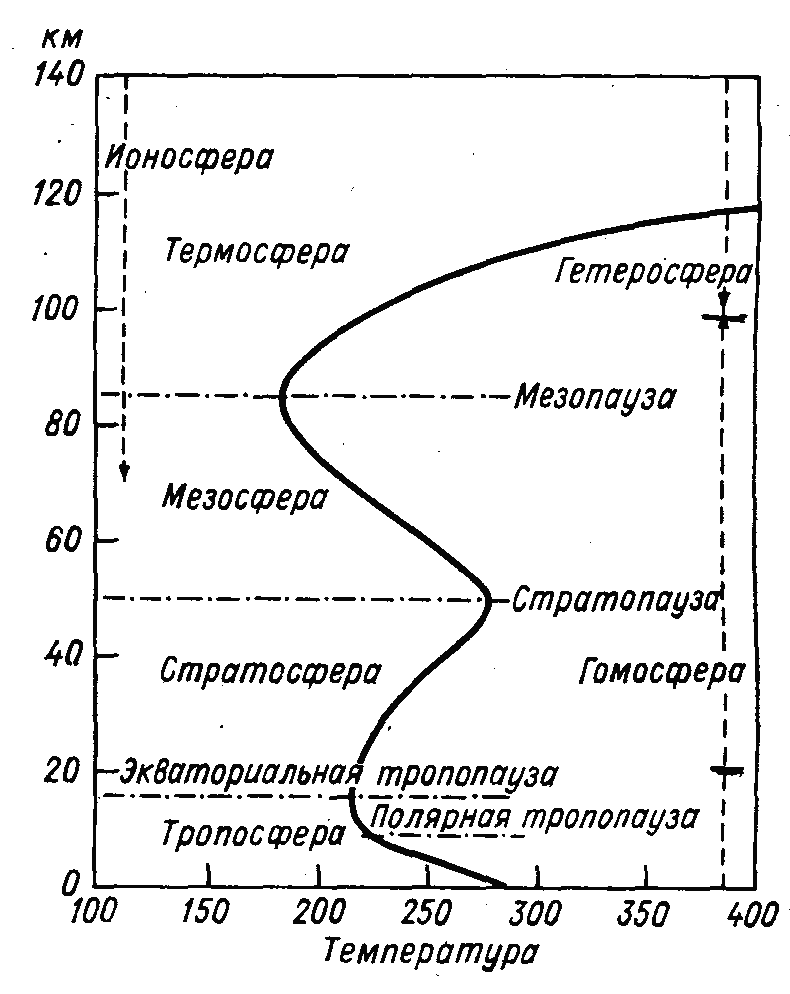 км
140
Ионосфера
120
Термосфера
Гетеросфера
100
Мезопауза
80
Мезосфера
60
Стратопауза
40
Стратосфера
Гомосфера
20
Экваториальная тропопауза
Полярная тропопауза
Тропосфера
0
100 150 200 250 300 350 400
Температура